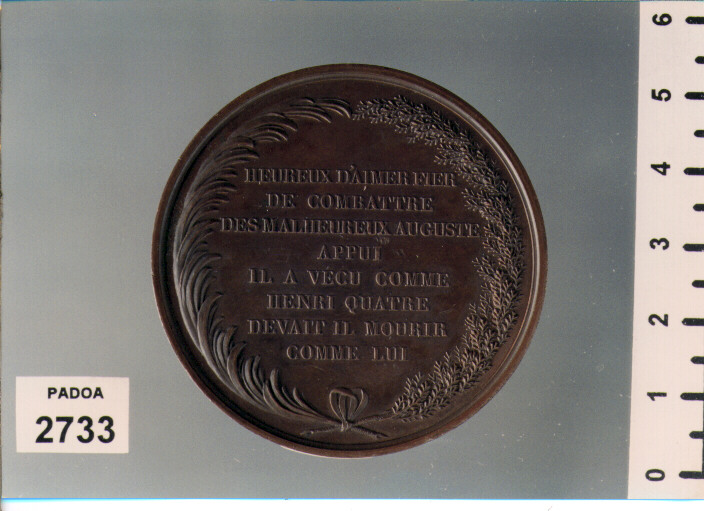 HEUREUX D'AIMER FIER
DE COMBATTRE
DES MALHEUREUX AUGUSTE
APPUI
IL A VÉCU COMME
HENRI QUATRE
DEVAIT IL MOURIR
COMME LUI
PADOA
2733
6
5
4
3
2
1
0